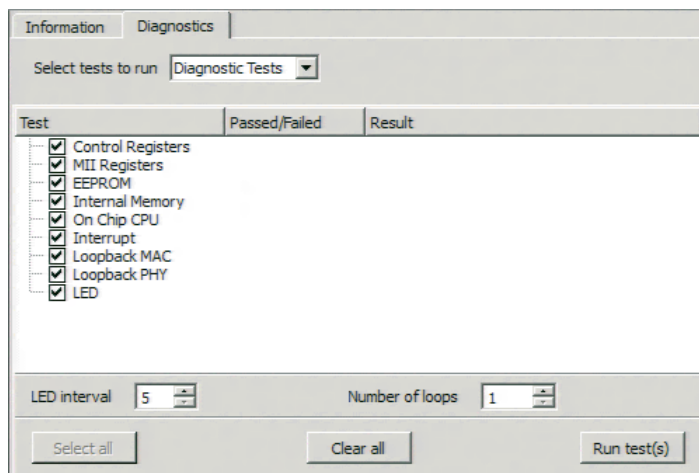 Information Diagnostics
Select tests to run Diagnostic Tests
Test Passed/Failed Result
Control Registers
MII Registers
EEPROM
Internal Memory
On Chip CPU
Interrupt
Loopback MAC
Loopback PHY
LED
LED interval 5 Number of loops 1
Select all Clear all Run test(s)